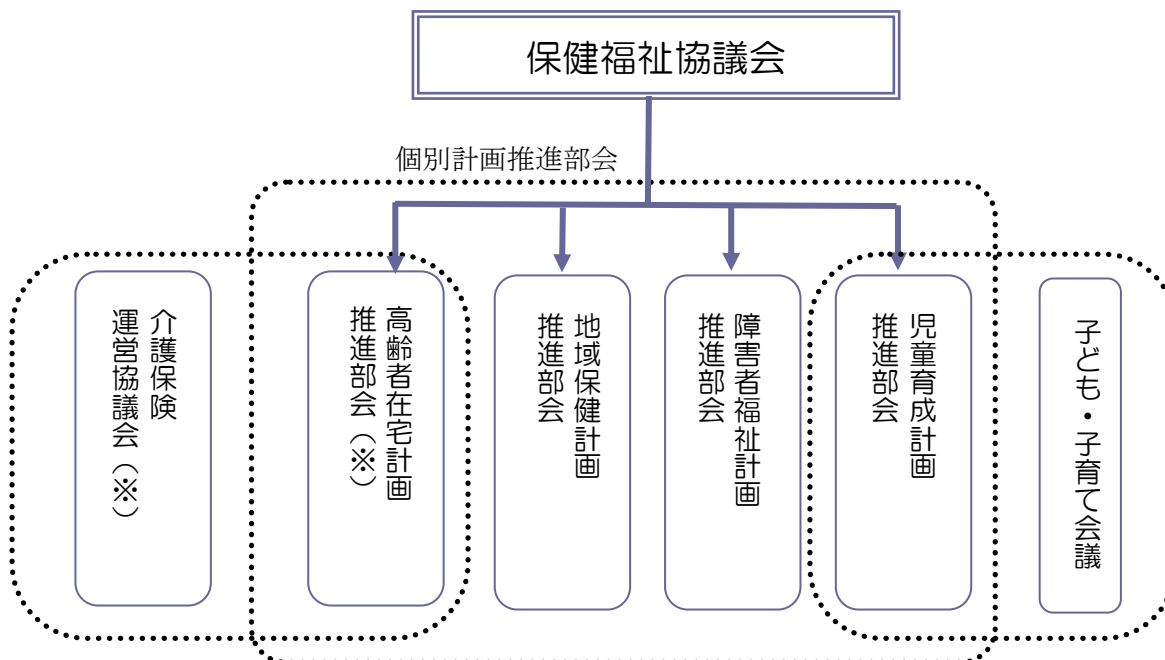 保健福祉協議会
個別計画推進部会
介護保険
運営協議会（※）
高齢者在宅計画
推進部会（※）
地域保健計画
推進部会
障害者福祉計画
推進部会
児童育成計画
推進部会
子ども・子育て会議